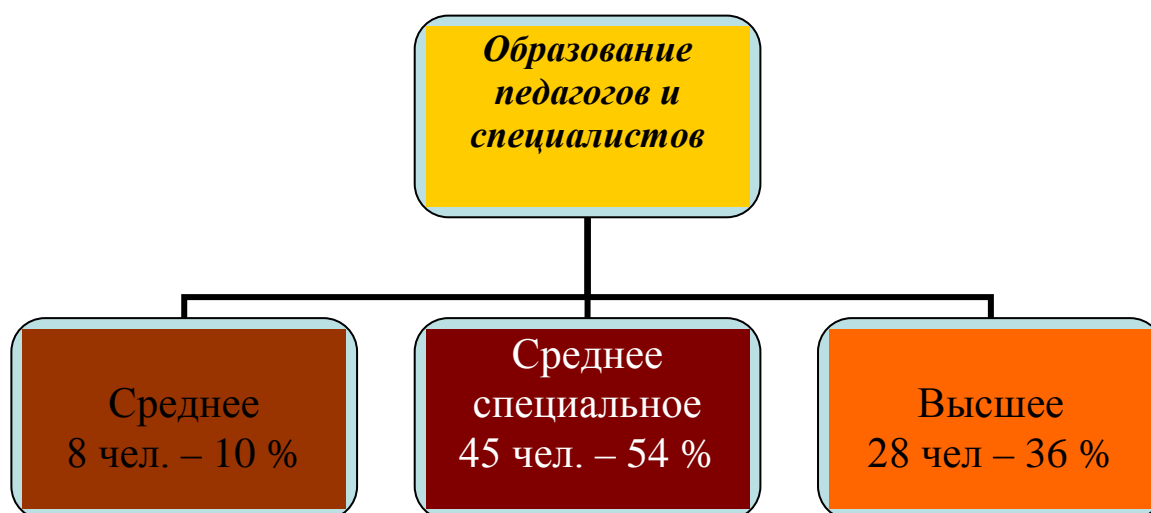 Образование
педагогов и
специалистов
Среднее
8 чел. – 10 %
Среднее
специальное
45 чел. – 54 %
Высшее
28 чел – 36 %